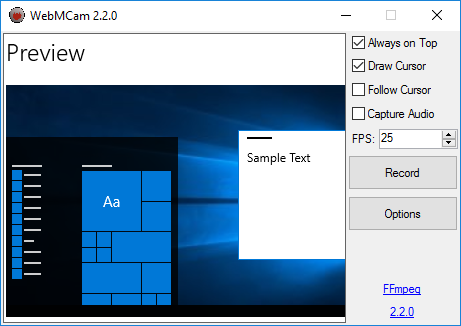 WebMCam 2.2.0
Preview
Aa
Sample Text
Always on Top
Draw Cursor
Follow Cursor
Capture Audio
FPS: 25
Record
Options
FFmpeg
2.2.0